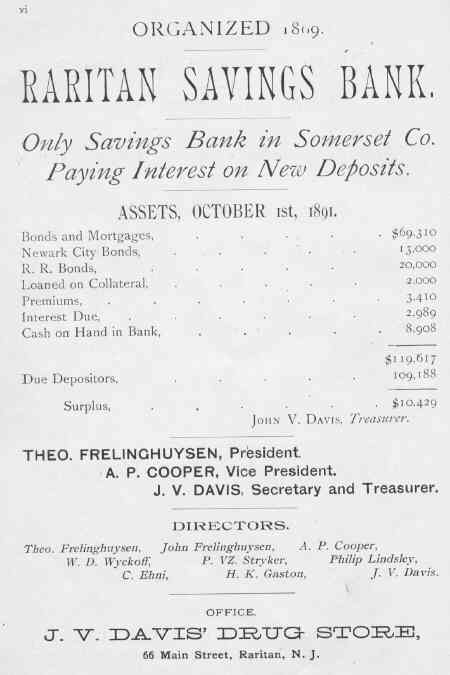 vi
ORGANIZED 1869.
RARITAN SAVINGS BANK.
Only Savings Bank in Somerset Co.
Paying Interest on New Deposits.
ASSETS, OCTOBER 1st, 1891.
Bonds and Mortgages, . . . . . $69,310
Newark City Bonds, . . . . . 13,000
R. R. Bonds, . . . . . 20,000
Loaned on Collateral, . . . . . 2,000
Premiums, . . . . . . 3,410
Interest Due, . . . . . . 2,989
Cash on Hand in Bank, . . . . . 8,908
$119,617
Due Depositors, . . . . . 109,188
Surplus, . . . . . $10,429
John V. Davis, Treasurer.
THEO. FRELINGHUYSEN, President.
A. P. COOPER, Vice President.
J. V. DAVIS, Secretary and Treasurer.
DIRECTORS.
Theo. Frelinghuysen, John Frelinghuysen, A. P. Cooper,
W. D. Wyckoff, P. VZ. Stryker, Philip Lindsley,
C. Ehni, H. K. Gaston, J. V. Davis.
OFFICE.
J. V. DAVIS' DRUG STORE,
66 Main Street, Raritan, N. J.